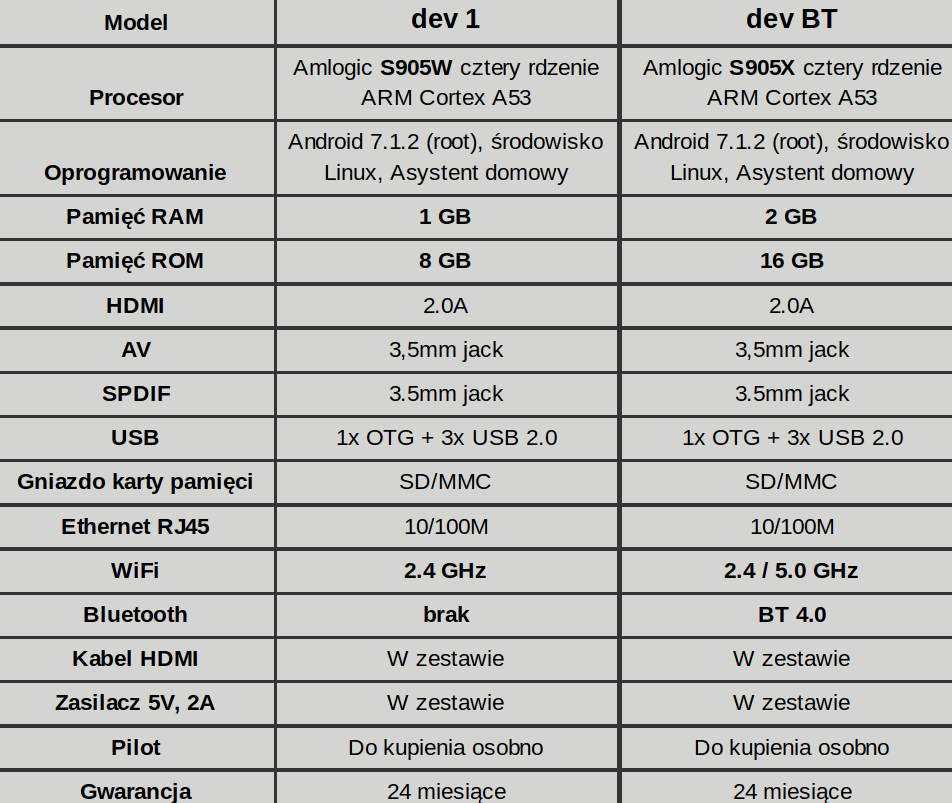 Model dev 1 dev BT
Procesor Amlogic S905W cztery rdzenie ARM Cortex A53 Amlogic S905X cztery rdzenie ARM Cortex A53
Oprogramowanie Android 7.1.2 (root), środowisko Linux, Asystent domowy Android 7.1.2 (root), środowisko Linux, Asystent domowy
Pamięć RAM 1 GB 2 GB
Pamięć ROM 8 GB 16 GB
HDMI 2.0A 2.0A
AV 3,5mm jack 3,5mm jack
SPDIF 3.5mm jack 3.5mm jack
USB 1x OTG + 3x USB 2.0 1x OTG + 3x USB 2.0
Gniazdo karty pamięci SD/MMC SD/MMC
Ethernet RJ45 10/100M 10/100M
WiFi 2.4 GHz 2.4 / 5.0 GHz
Bluetooth brak BT 4.0
Kabel HDMI W zestawie W zestawie
Zasilacz 5V, 2A W zestawie W zestawie
Pilot Do kupienia osobno Do kupienia osobno
Gwarancja 24 miesiące 24 miesiące